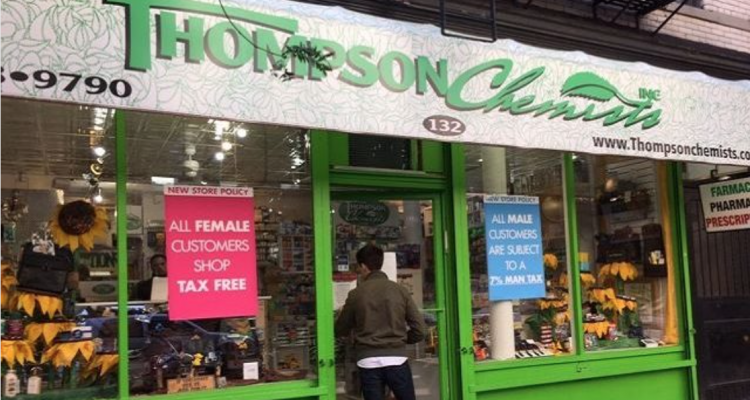 THOMPSON Chemists INC
9790
132
www.Thompsonchemists.co
NEW STORE POLICY
ALL FEMALE
CUSTOMERS
SHOP
TAX FREE
NEW STORE POLICY
ALL MALE
CUSTOMERS
ARE SUBJECT
TO A
7% MAN TAX
FARMAC
PHARMA
PRESCRIPT